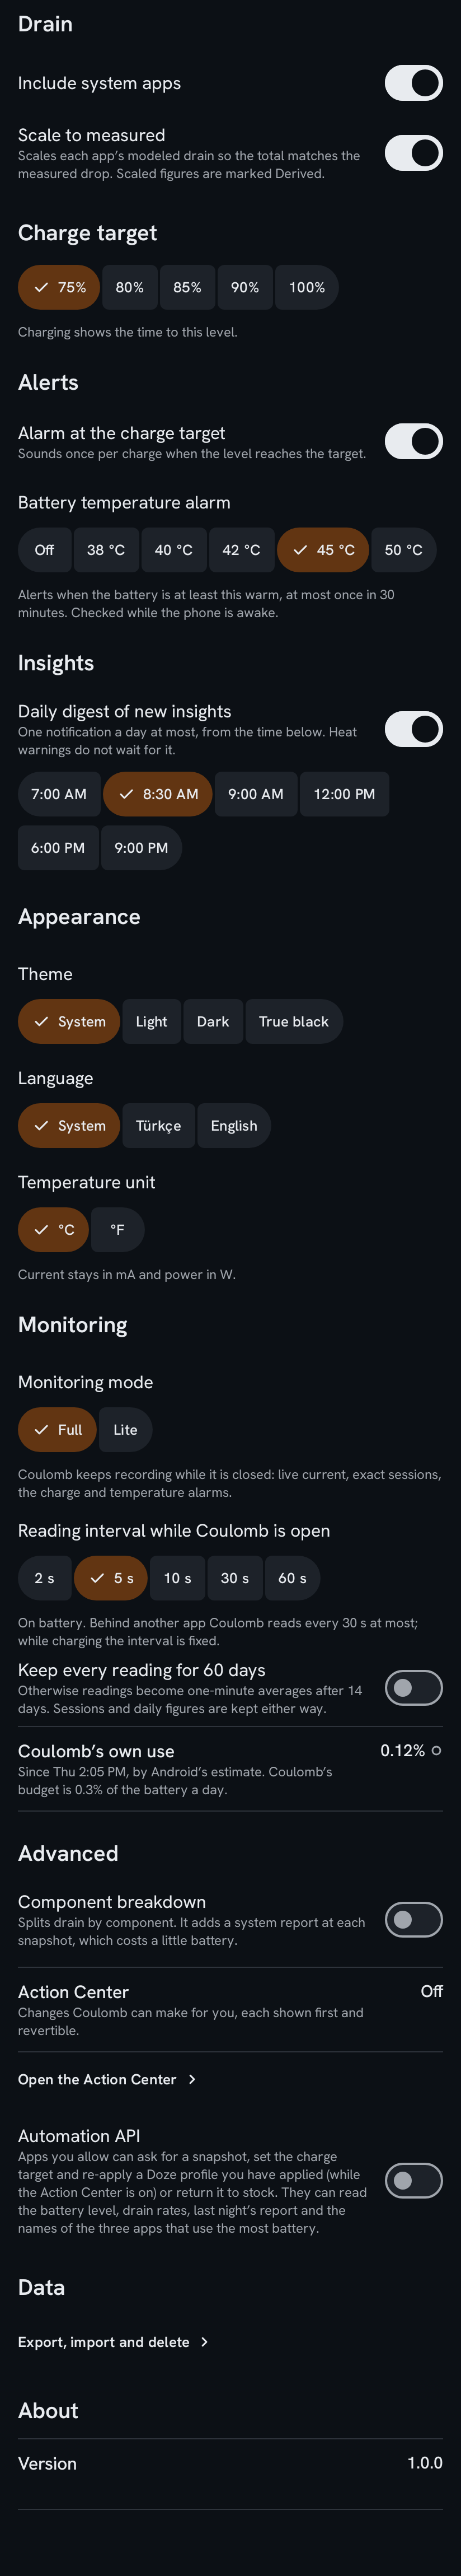 Drain
Include system apps
Scale to measured
Scales each app’s modeled drain so the total matches the
measured drop. Scaled figures are marked Derived.
Charge target
75% 80% 85% 90% 100%
Charging shows the time to this level.
Alerts
Alarm at the charge target
Sounds once per charge when the level reaches the target.
Battery temperature alarm
Off 38 °C 40 °C 42 °C 45 °C 50 °C
Alerts when the battery is at least this warm, at most once in 30
minutes. Checked while the phone is awake.
Insights
Daily digest of new insights
One notification a day at most, from the time below. Heat
warnings do not wait for it.
7:00 AM 8:30 AM 9:00 AM 12:00 PM
6:00 PM 9:00 PM
Appearance
Theme
System Light Dark True black
Language
System Türkçe English
Temperature unit
°C °F
Current stays in mA and power in W.
Monitoring
Monitoring mode
Full Lite
Coulomb keeps recording while it is closed: live current, exact sessions,
the charge and temperature alarms.
Reading interval while Coulomb is open
2 s 5 s 10 s 30 s 60 s
On battery. Behind another app Coulomb reads every 30 s at most;
while charging the interval is fixed.
Keep every reading for 60 days
Otherwise readings become one-minute averages after 14
days. Sessions and daily figures are kept either way.
Coulomb’s own use 0.12%
Since Thu 2:05 PM, by Android’s estimate. Coulomb’s
budget is 0.3% of the battery a day.
Advanced
Component breakdown
Splits drain by component. It adds a system report at each
snapshot, which costs a little battery.
Action Center Off
Changes Coulomb can make for you, each shown first and
revertible.
Open the Action Center
Automation API
Apps you allow can ask for a snapshot, set the charge
target and re-apply a Doze profile you have applied (while
the Action Center is on) or return it to stock. They can read
the battery level, drain rates, last night’s report and the
names of the three apps that use the most battery.
Data
Export, import and delete
About
Version 1.0.0